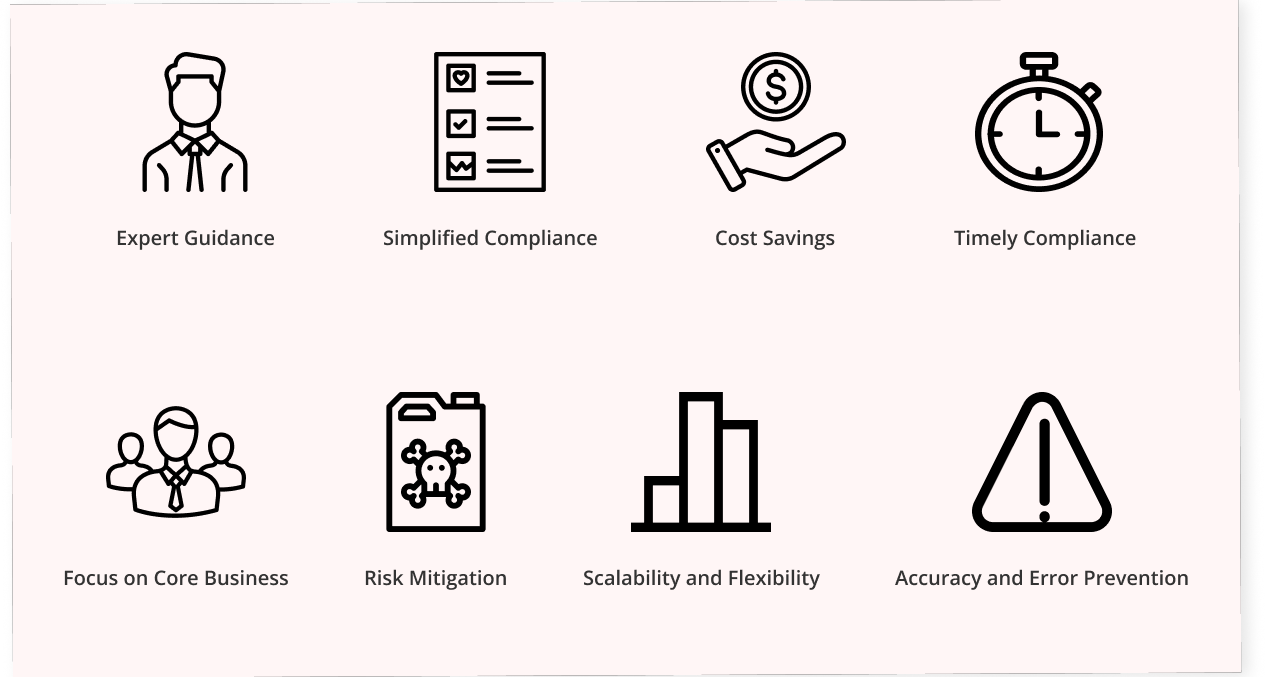 Expert Guidance
Simplified Compliance
Cost Savings
Timely Compliance
Focus on Core Business
Risk Mitigation
Scalability and Flexibility
Accuracy and Error Prevention